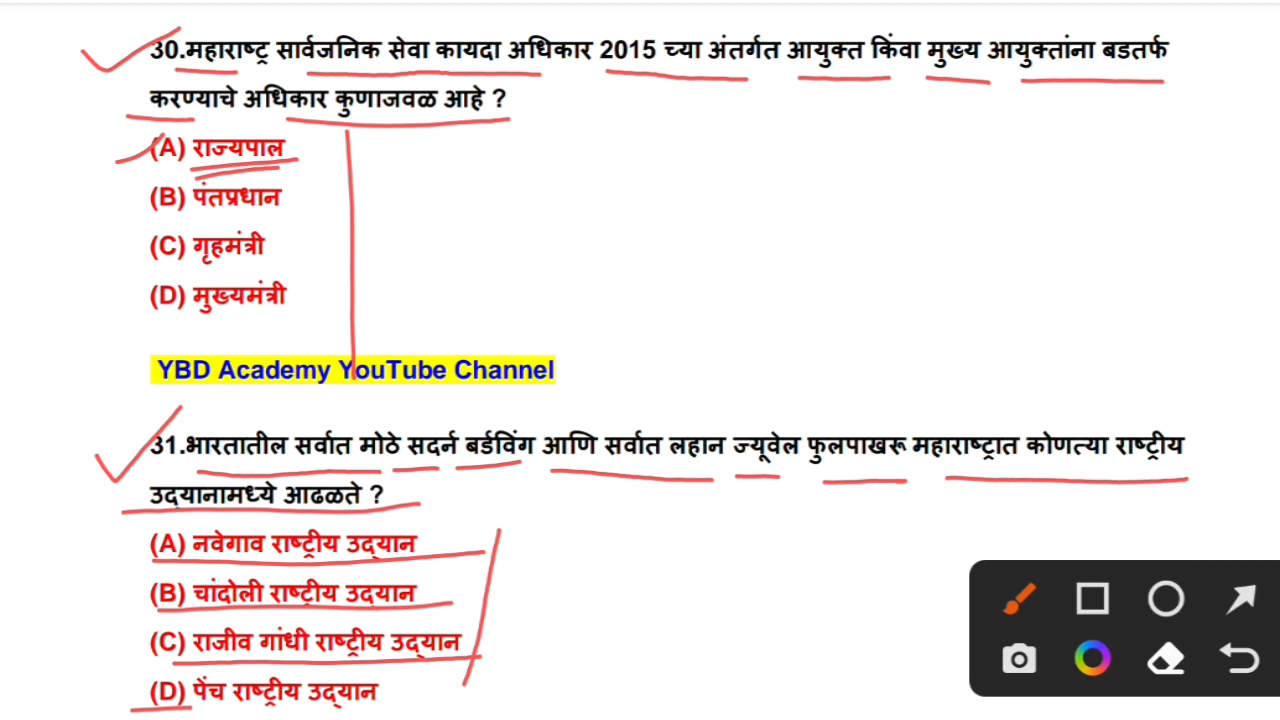 30.महाराष्ट्र सार्वजनिक सेवा कायदा अधिकार 2015 च्या अंतर्गत आयुक्त किंवा मुख्य आयुक्तांना बडतर्फ
करण्याचे अधिकार कुणाजवळ आहे ?
(A) राज्यपाल
(B) पंतप्रधान
(C) गृहमंत्री
(D) मुख्यमंत्री
YBD Academy YouTube Channel
31.भारतातील सर्वात मोठे सदर्न बर्डविंग आणि सर्वात लहान ज्यूवेल फुलपाखरू महाराष्ट्रात कोणत्या राष्ट्रीय
उद्यानामध्ये आढळते ?
(A) नवेगाव राष्ट्रीय उद्यान
(B) चांदोली राष्ट्रीय उद्यान
(C) राजीव गांधी राष्ट्रीय उद्यान
(D) पेंच राष्ट्रीय उद्यान